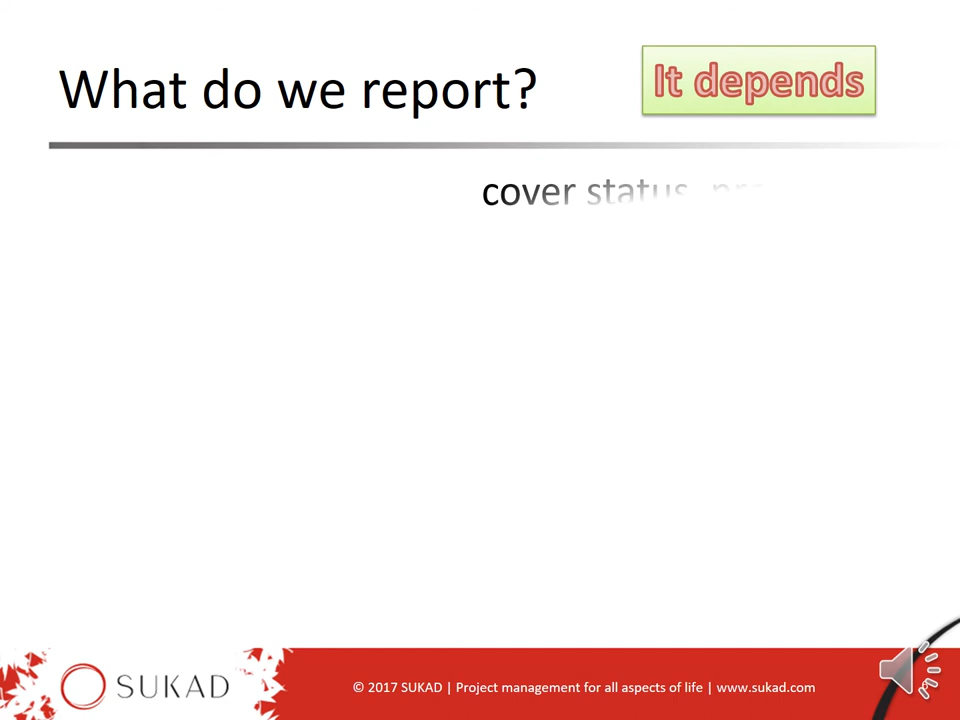 What do we report?
It depends
cover status
SUKAD
© 2017 SUKAD | Project management for all aspects of life | www.sukad.com